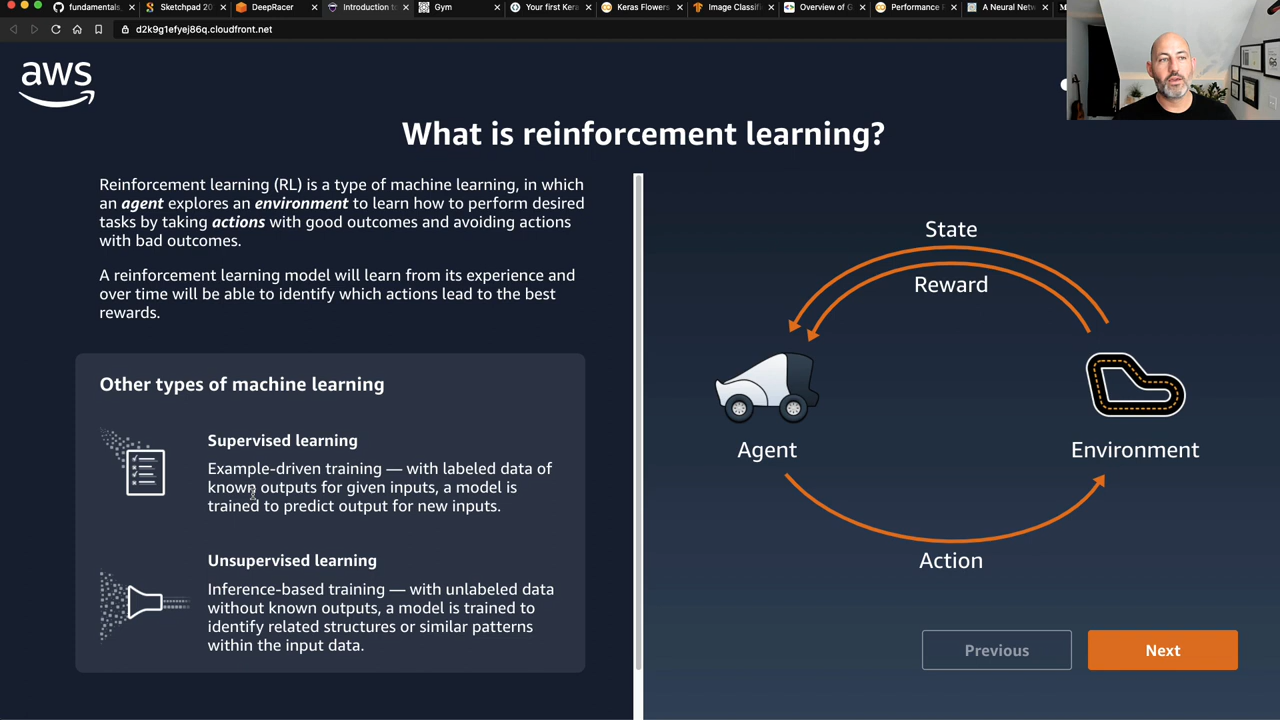 fundamentals_
Sketchpad 20
DeepRacer
Introduction t
Gym
Your first Kera
Keras Flowers
Image Classifi
Overview of G
Performance E
A Neural Netw
d2k9g1efyej86q.cloudfront.net
aws
What is reinforcement learning?
Reinforcement learning (RL) is a type of machine learning, in which
an agent explores an environment to learn how to perform desired
tasks by taking actions with good outcomes and avoiding actions
with bad outcomes.
A reinforcement learning model will learn from its experience and
over time will be able to identify which actions lead to the best
rewards.
Other types of machine learning
Supervised learning
Example-driven training — with labeled data of
known outputs for given inputs, a model is
trained to predict output for new inputs.
Unsupervised learning
Inference-based training — with unlabeled data
without known outputs, a model is trained to
identify related structures or similar patterns
within the input data.
State
Reward
Agent
Environment
Action
Previous
Next